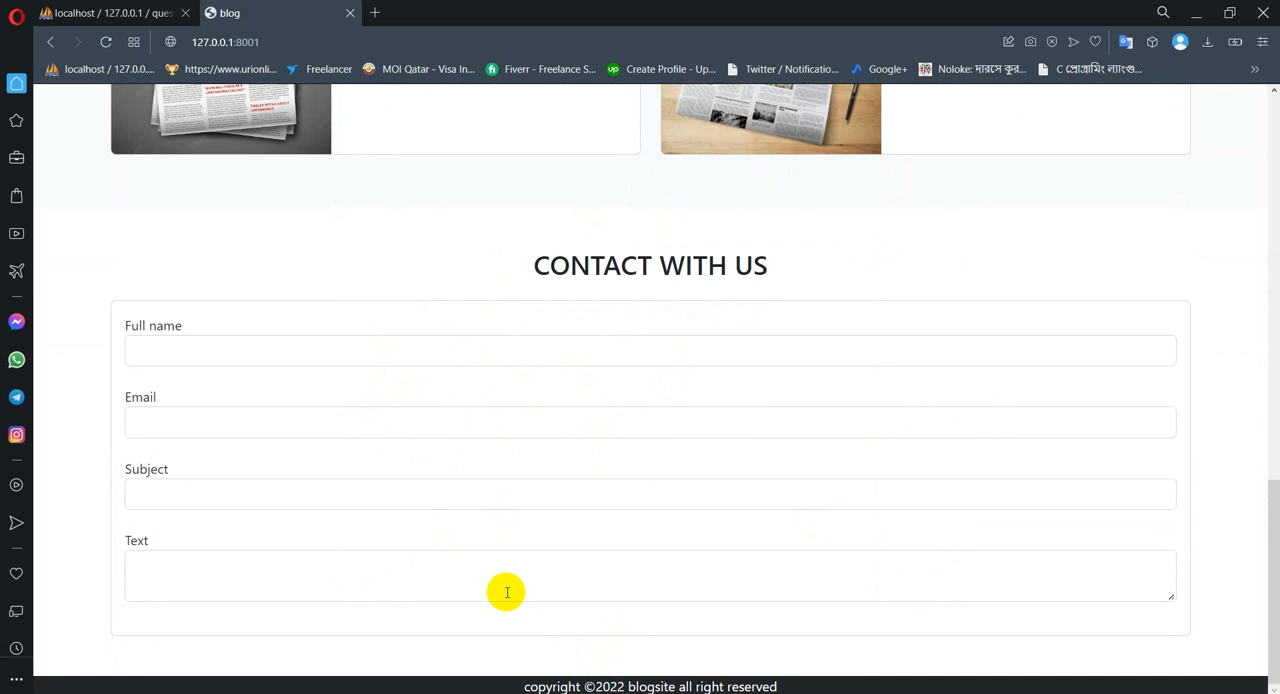 localhost / 127.0.0.1 / ques
blog
127.0.0.1:8001
localhost / 127.0.0....
https://www.urionli...
Freelancer
MOI Qatar - Visa In...
Fiverr - Freelance S...
Create Profile - Up...
Twitter / Notificatio...
Google+
Noloke: দারসে কুর...
C প্রোগ্রামিং ল্যাংগু...
CONTACT WITH US
Full name
Email
Subject
Text
copyright ©2022 blogsite all right reserved